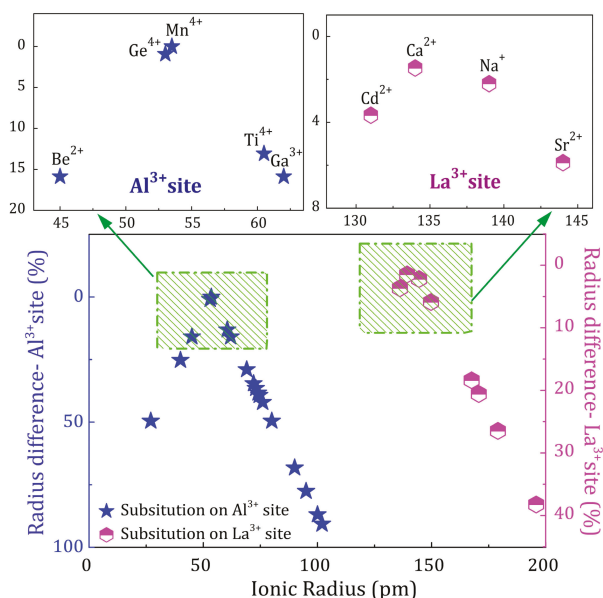 0
5
10
15
20
45
50
55
60
Ge4+
Mn4+
Be2+
Ti4+
Ga3+
Al3+site
0
4
8
130
135
140
145
Cd2+
Ca2+
Na+
Sr2+
La3+site
Radius difference- Al3+site (%)
0
50
100
Radius difference- La3+site (%)
0
10
20
30
40
Subsitution on Al3+ site
Subsitution on La3+ site
0
50
100
150
200
Ionic Radius (pm)